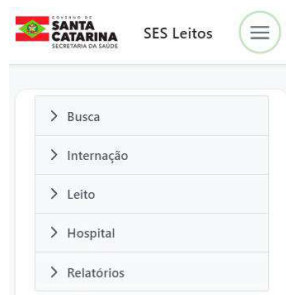 GOVERNO DE
SANTA
CATARINA
SECRETARIA DA SAÚDE
SES Leitos
Busca
Internação
Leito
Hospital
Relatórios